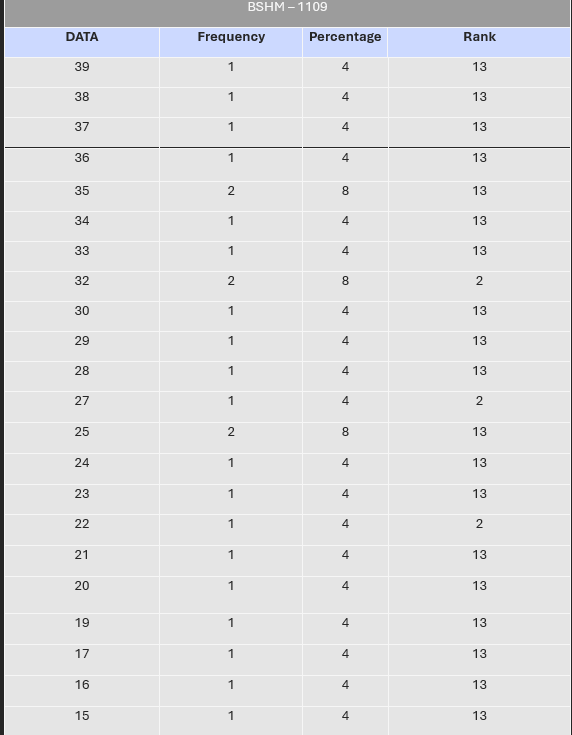 BSHM – 1109
DATA Frequency Percentage Rank
39 1 4 13
38 1 4 13
37 1 4 13
36 1 4 13
35 2 8 13
34 1 4 13
33 1 4 13
32 2 8 2
30 1 4 13
29 1 4 13
28 1 4 13
27 1 4 2
25 2 8 13
24 1 4 13
23 1 4 13
22 1 4 2
21 1 4 13
20 1 4 13
19 1 4 13
17 1 4 13
16 1 4 13
15 1 4 13